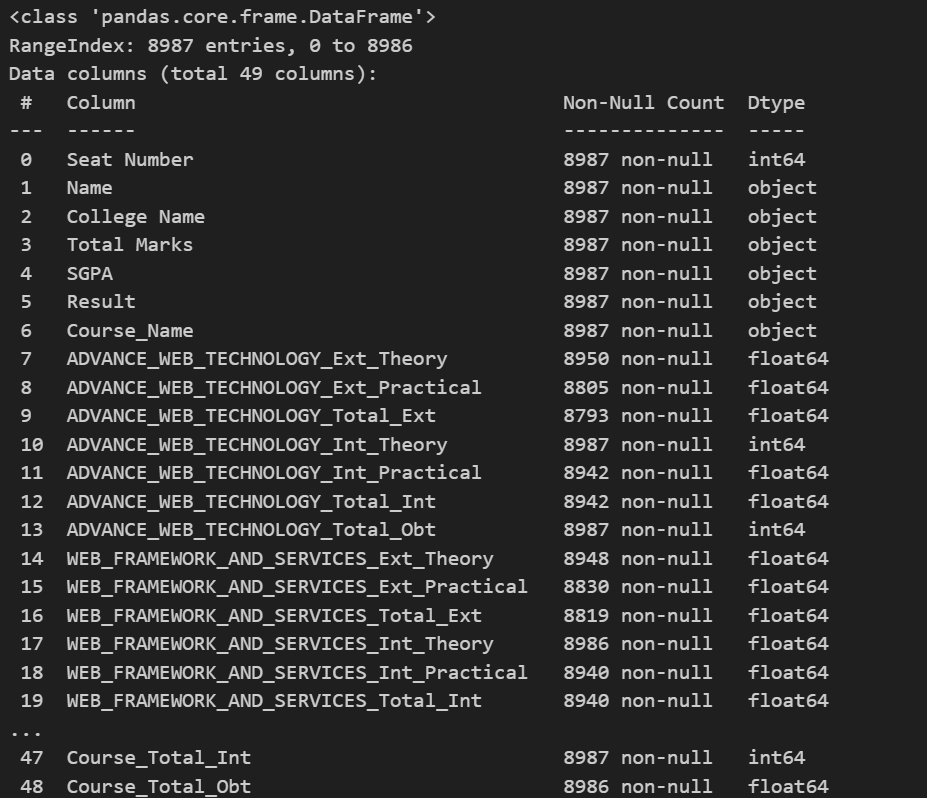 <class 'pandas.core.frame.DataFrame'>
RangeIndex: 8987 entries, 0 to 8986
Data columns (total 49 columns):
 #   Column                                     Non-Null Count  Dtype
---  ------                                     --------------  -----
 0   Seat Number                                8987 non-null   int64
 1   Name                                       8987 non-null   object
 2   College Name                               8987 non-null   object
 3   Total Marks                                8987 non-null   object
 4   SGPA                                       8987 non-null   object
 5   Result                                     8987 non-null   object
 6   Course_Name                                8987 non-null   object
 7   ADVANCE_WEB_TECHNOLOGY_Ext_Theory          8950 non-null   float64
 8   ADVANCE_WEB_TECHNOLOGY_Ext_Practical       8805 non-null   float64
 9   ADVANCE_WEB_TECHNOLOGY_Total_Ext           8793 non-null   float64
 10  ADVANCE_WEB_TECHNOLOGY_Int_Theory          8987 non-null   int64
 11  ADVANCE_WEB_TECHNOLOGY_Int_Practical       8942 non-null   float64
 12  ADVANCE_WEB_TECHNOLOGY_Total_Int           8942 non-null   float64
 13  ADVANCE_WEB_TECHNOLOGY_Total_Obt           8987 non-null   int64
 14  WEB_FRAMEWORK_AND_SERVICES_Ext_Theory      8948 non-null   float64
 15  WEB_FRAMEWORK_AND_SERVICES_Ext_Practical   8830 non-null   float64
 16  WEB_FRAMEWORK_AND_SERVICES_Total_Ext       8819 non-null   float64
 17  WEB_FRAMEWORK_AND_SERVICES_Int_Theory      8986 non-null   float64
 18  WEB_FRAMEWORK_AND_SERVICES_Int_Practical   8940 non-null   float64
 19  WEB_FRAMEWORK_AND_SERVICES_Total_Int       8940 non-null   float64
...
 47  Course_Total_Int                           8987 non-null   int64
 48  Course_Total_Obt                           8986 non-null   float64